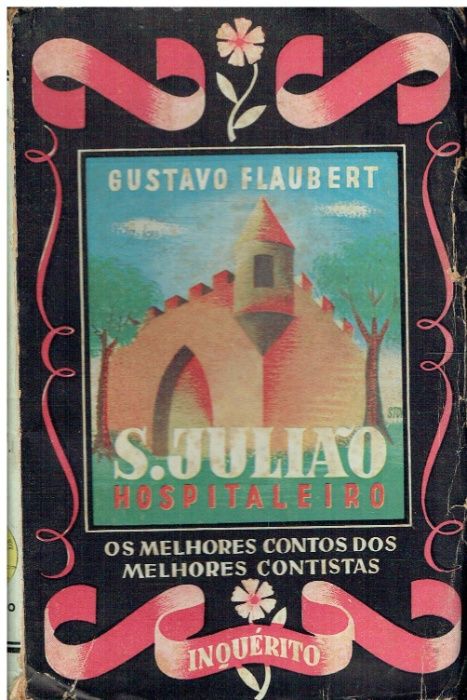 GUSTAVO FLAUBERT
S. JULIÃO
HOSPITALEIRO
OS MELHORES CONTOS DOS
MELHORES CONTISTAS
INQUÉRITO